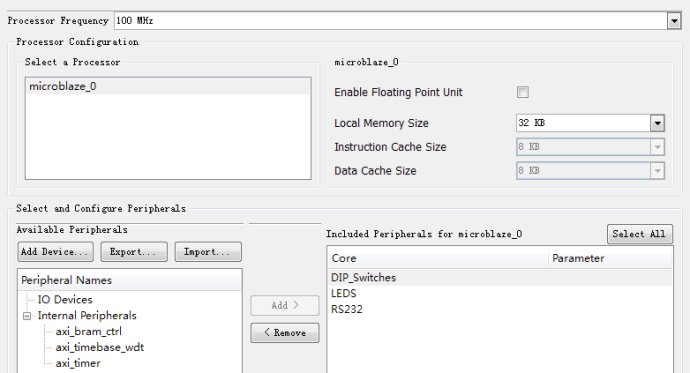 Processor Frequency 100 MHz
Processor Configuration
Select a Processor
microblaze_0
microblaze_0
Enable Floating Point Unit
Local Memory Size 32 KB
Instruction Cache Size 8 KB
Data Cache Size 8 KB
Select and Configure Peripherals
Available Peripherals
Add Device... Export... Import...
Peripheral Names
IO Devices
Internal Peripherals
axi_bram_ctrl
axi_timebase_wdt
axi_timer
Add >
< Remove
Included Peripherals for microblaze_0 Select All
Core Parameter
DIP_Switches
LEDS
RS232